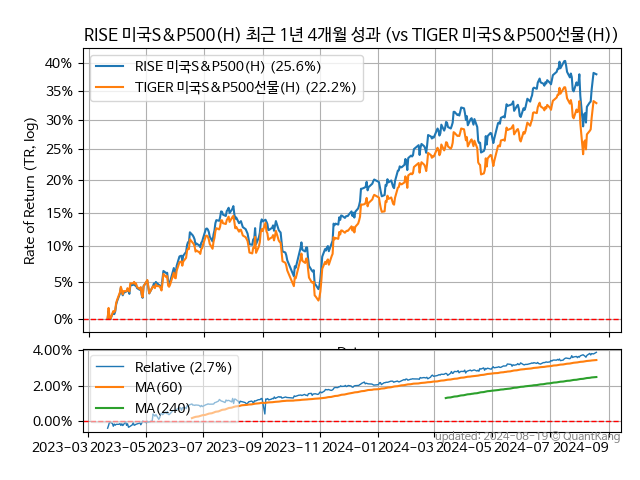 RISE 미국S&P500(H) 최근 1년 4개월 성과 (vs TIGER 미국S&P500선물(H))
RISE 미국S&P500(H) (25.6%)
TIGER 미국S&P500선물(H) (22.2%)
Rate of Return (TR, log)
40%
35%
30%
25%
20%
15%
10%
5%
0%
4.00%
2.00%
0.00%
Relative (2.7%)
MA(60)
MA(240)
2023-03 2023-05 2023-07 2023-09 2023-11 2024-01 2024-03 2024-05 2024-07 2024-09
updated: 2024-08-19 © QuantKang